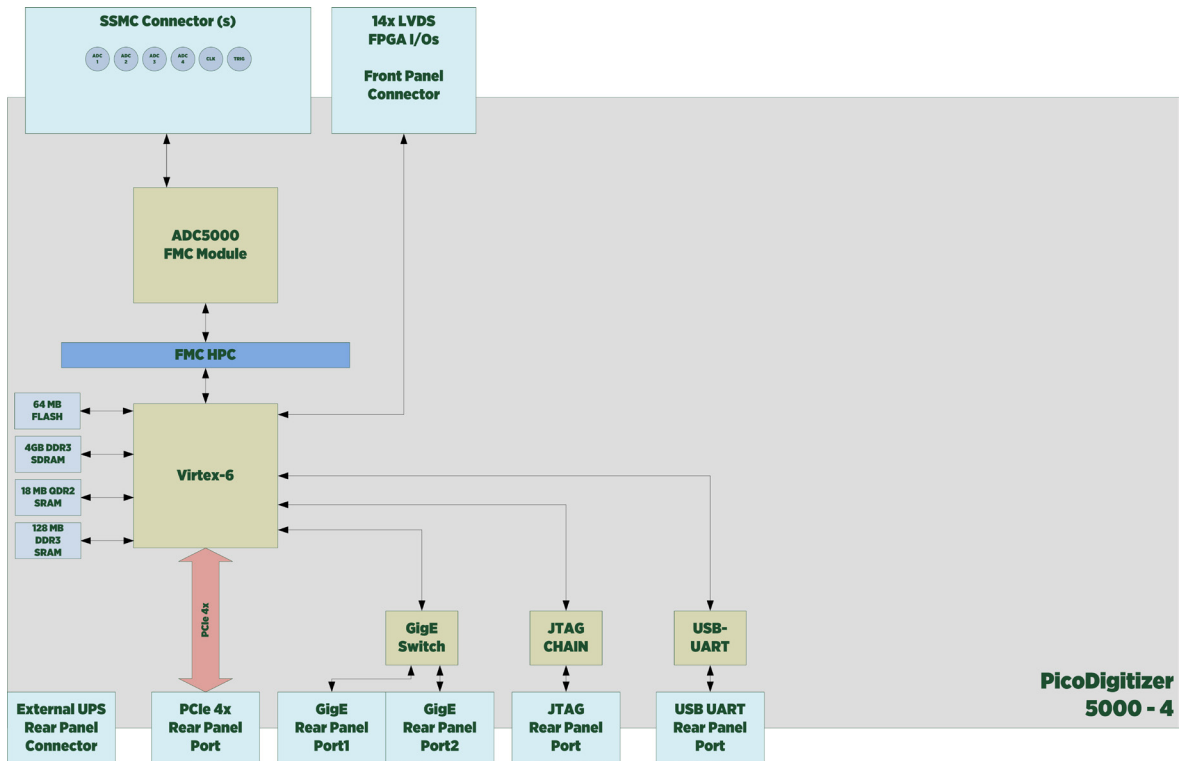 SSMC Connector (s)
ADC
1
ADC
2
ADC
3
ADC
4
CLK
TRIG
14x LVDS
FPGA I/Os
Front Panel
Connector
ADC5000
FMC Module
FMC HPC
64 MB
FLASH
4GB DDR3
SDRAM
18 MB QDR2
SRAM
128 MB
DDR3
SRAM
Virtex-6
PCIe 4x
GigE
Switch
JTAG
CHAIN
USB-
UART
PicoDigitizer
5000 - 4
External UPS
Rear Panel
Connector
PCIe 4x
Rear Panel
Port
GigE
Rear Panel
Port1
GigE
Rear Panel
Port2
JTAG
Rear Panel
Port
USB UART
Rear Panel
Port